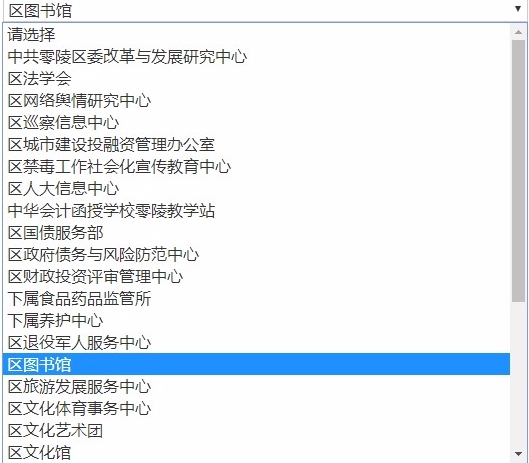 区图书馆
请选择
中共零陵区委改革与发展研究中心
区法学会
区网络舆情研究中心
区巡察信息中心
区城市建设投融资管理办公室
区禁毒工作社会化宣传教育中心
区人大信息中心
中华会计函授学校零陵教学站
区国债服务部
区政府债务与风险防范中心
区财政投资评审管理中心
下属食品药品监管所
下属养护中心
区退役军人服务中心
区图书馆
区旅游发展服务中心
区文化体育事务中心
区文化艺术团
区文化馆